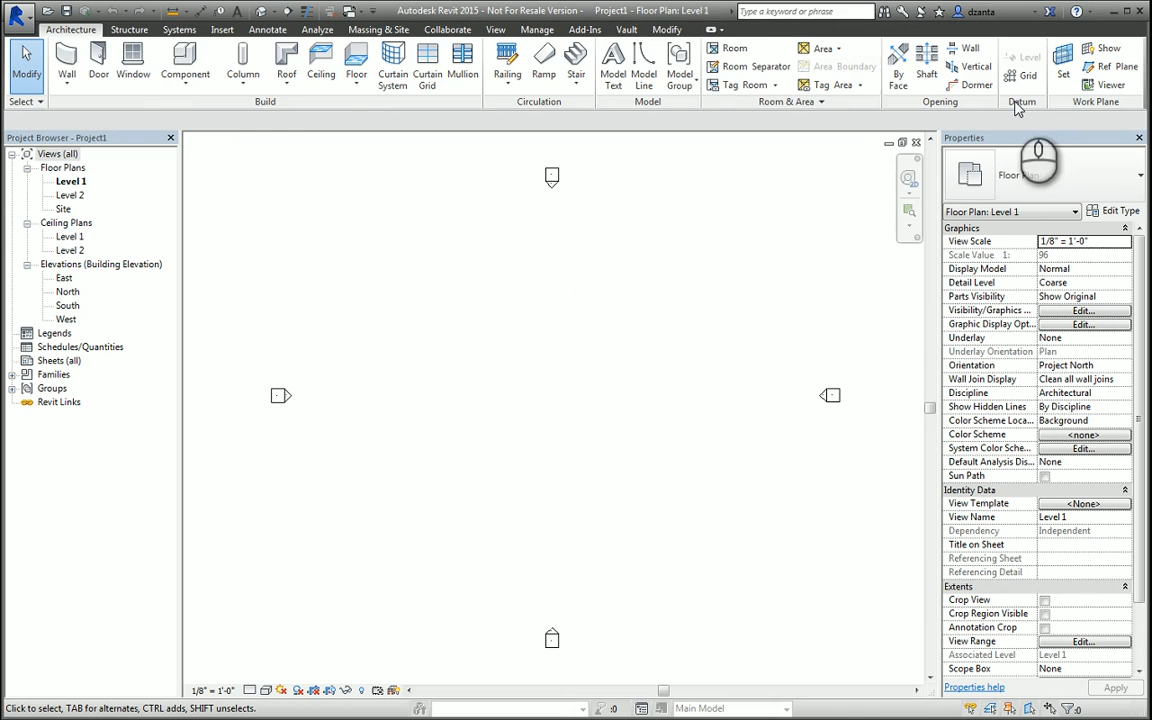 Autodesk Revit 2015 - Not For Resale Version - Project1 - Floor Plan: Level 1
Type a keyword or phrase
dzanta
Architecture Structure Systems Insert Annotate Analyze Massing & Site Collaborate View Manage Add-Ins Vault Modify
Modify
Wall
Door
Window
Component
Column
Roof
Ceiling
Floor
Curtain System
Curtain Grid
Mullion
Railing
Ramp
Stair
Model Text
Model Line
Model Group
Room
Room Separator
Tag Room
Area
Area Boundary
Tag Area
By Face
Shaft
Wall
Vertical
Dormer
Level
Grid
Set
Show
Ref Plane
Viewer
Select
Build
Circulation
Model
Room & Area
Opening
Datum
Work Plane
Project Browser - Project1
Views (all)
Floor Plans
Level 1
Level 2
Site
Ceiling Plans
Level 1
Level 2
Elevations (Building Elevation)
East
North
South
West
Legends
Schedules/Quantities
Sheets (all)
Families
Groups
Revit Links
2D
Properties
Floor
Floor Plan: Level 1
Edit Type
Graphics
View Scale 1/8" = 1'-0"
Scale Value 1: 96
Display Model Normal
Detail Level Coarse
Parts Visibility Show Original
Visibility/Graphics ... Edit...
Graphic Display Opt... Edit...
Underlay None
Underlay Orientation Plan
Orientation Project North
Wall Join Display Clean all wall joins
Discipline Architectural
Show Hidden Lines By Discipline
Color Scheme Loca... Background
Color Scheme <none>
System Color Sche... Edit...
Default Analysis Dis... None
Sun Path
Identity Data
View Template <None>
View Name Level 1
Dependency Independent
Title on Sheet
Referencing Sheet
Referencing Detail
Extents
Crop View
Crop Region Visible
Annotation Crop
View Range Edit...
Associated Level Level 1
Scope Box None
Properties help
Apply
1/8" = 1'-0"
Click to select, TAB for alternates, CTRL adds, SHIFT unselects.
:0
Main Model
:0